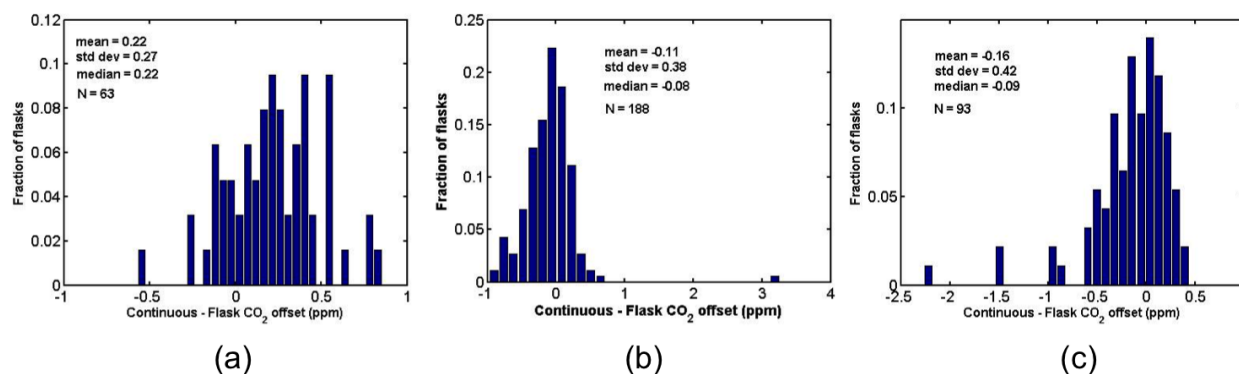 0.12
0.1
0.08
0.06
0.04
0.02
0
Fraction of flasks
mean = 0.22
std dev = 0.27
median = 0.22
N = 63
-1 -0.5 0 0.5 1
Continuous - Flask CO₂ offset (ppm)
(a)
0.25
0.2
0.15
0.1
0.05
0
Fraction of flasks
mean = -0.11
std dev = 0.38
median = -0.08
N = 188
-1 0 1 2 3 4
Continuous - Flask CO₂ offset (ppm)
(b)
0.1
0.05
0
Fraction of flasks
mean = -0.16
std dev = 0.42
median = -0.09
N = 93
-2.5 -2 -1.5 -1 -0.5 0 0.5
Continuous - Flask CO₂ offset (ppm)
(c)